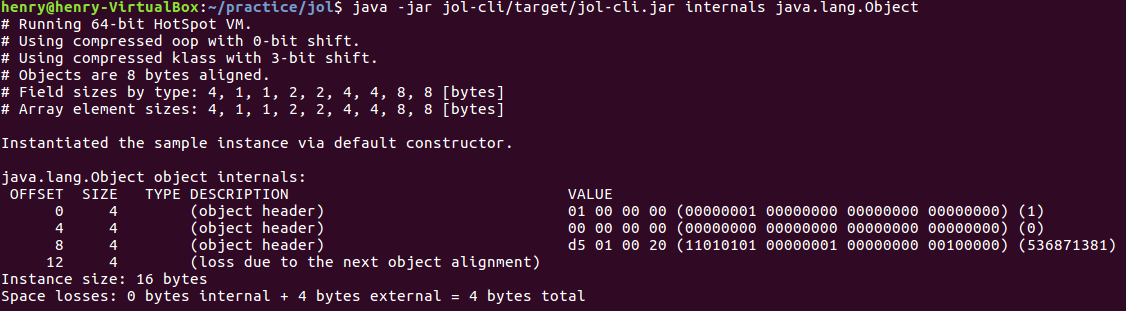 henry@henry-VirtualBox:~/practice/jol$ java -jar jol-cli/target/jol-cli.jar internals java.lang.Object
# Running 64-bit HotSpot VM.
# Using compressed oop with 0-bit shift.
# Using compressed klass with 3-bit shift.
# Objects are 8 bytes aligned.
# Field sizes by type: 4, 1, 1, 2, 2, 4, 4, 8, 8 [bytes]
# Array element sizes: 4, 1, 1, 2, 2, 4, 4, 8, 8 [bytes]
Instantiated the sample instance via default constructor.
java.lang.Object object internals:
OFFSET SIZE TYPE DESCRIPTION VALUE
0 4 (object header) 01 00 00 00 (00000001 00000000 00000000 00000000) (1)
4 4 (object header) 00 00 00 00 (00000000 00000000 00000000 00000000) (0)
8 4 (object header) d5 01 00 20 (11010101 00000001 00000000 00100000) (536871381)
12 4 (loss due to the next object alignment)
Instance size: 16 bytes
Space losses: 0 bytes internal + 4 bytes external = 4 bytes total